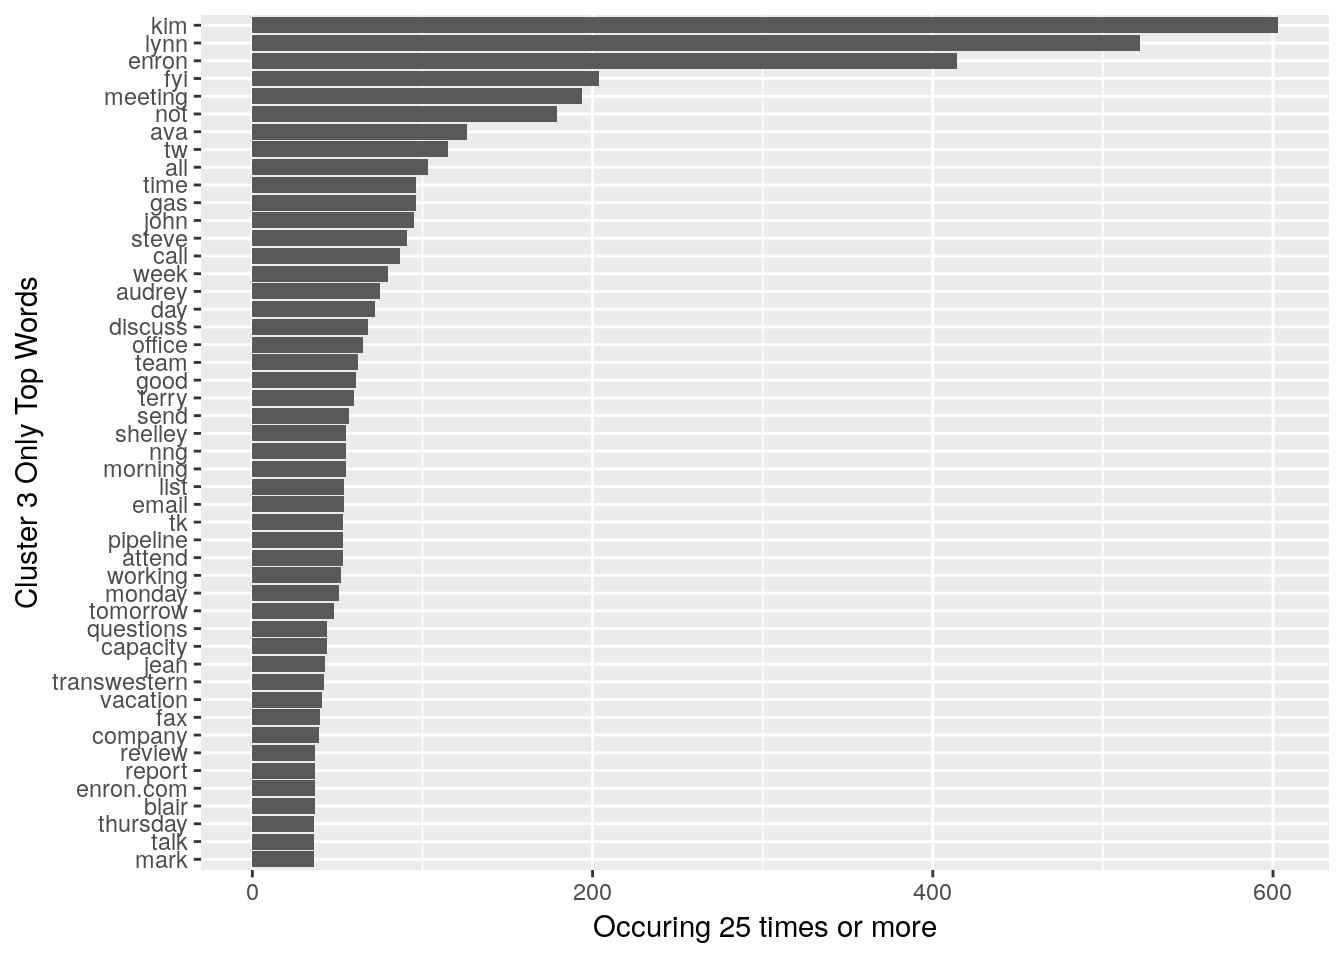 kim
lynn
enron
fyi
meeting
not
ava
tw
all
time
gas
john
steve
call
week
audrey
day
discuss
office
team
good
terry
send
shelley
nng
morning
list
email
tk
pipeline
attend
working
monday
tomorrow
questions
capacity
jean
transwestern
vacation
fax
company
review
report
enron.com
blair
thursday
talk
mark
Cluster 3 Only Top Words
0 200 400 600
Occuring 25 times or more